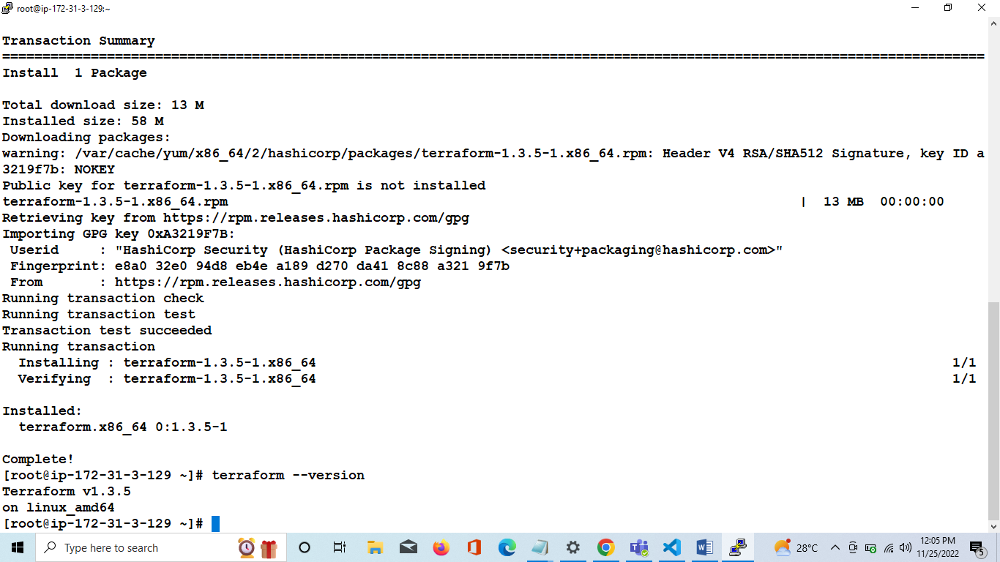 root@ip-172-31-3-129:~
Transaction Summary
================================================================================================================================
Install  1 Package
Total download size: 13 M
Installed size: 58 M
Downloading packages:
warning: /var/cache/yum/x86_64/2/hashicorp/packages/terraform-1.3.5-1.x86_64.rpm: Header V4 RSA/SHA512 Signature, key ID a
3219f7b: NOKEY
Public key for terraform-1.3.5-1.x86_64.rpm is not installed
terraform-1.3.5-1.x86_64.rpm | 13 MB 00:00:00
Retrieving key from https://rpm.releases.hashicorp.com/gpg
Importing GPG key 0xA3219F7B:
Userid : "HashiCorp Security (HashiCorp Package Signing) <security+packaging@hashicorp.com>"
Fingerprint: e8a0 32e0 94d8 eb4e a189 d270 da41 8c88 a321 9f7b
From : https://rpm.releases.hashicorp.com/gpg
Running transaction check
Running transaction test
Transaction test succeeded
Running transaction
Installing : terraform-1.3.5-1.x86_64 1/1
Verifying : terraform-1.3.5-1.x86_64 1/1
Installed:
terraform.x86_64 0:1.3.5-1
Complete!
[root@ip-172-31-3-129 ~]# terraform --version
Terraform v1.3.5
on linux_amd64
[root@ip-172-31-3-129 ~]#
Type here to search
28°C
12:05 PM
11/25/2022
5